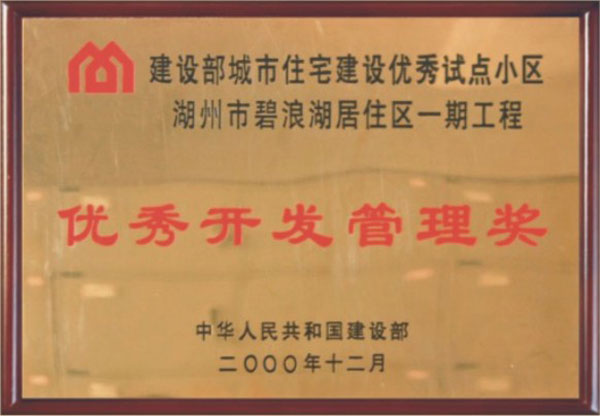 建设部城市住宅建设优秀试点小区
湖州市碧浪湖居住区一期工程
优秀开发管理奖
中华人民共和国建设部
二〇〇〇年十二月